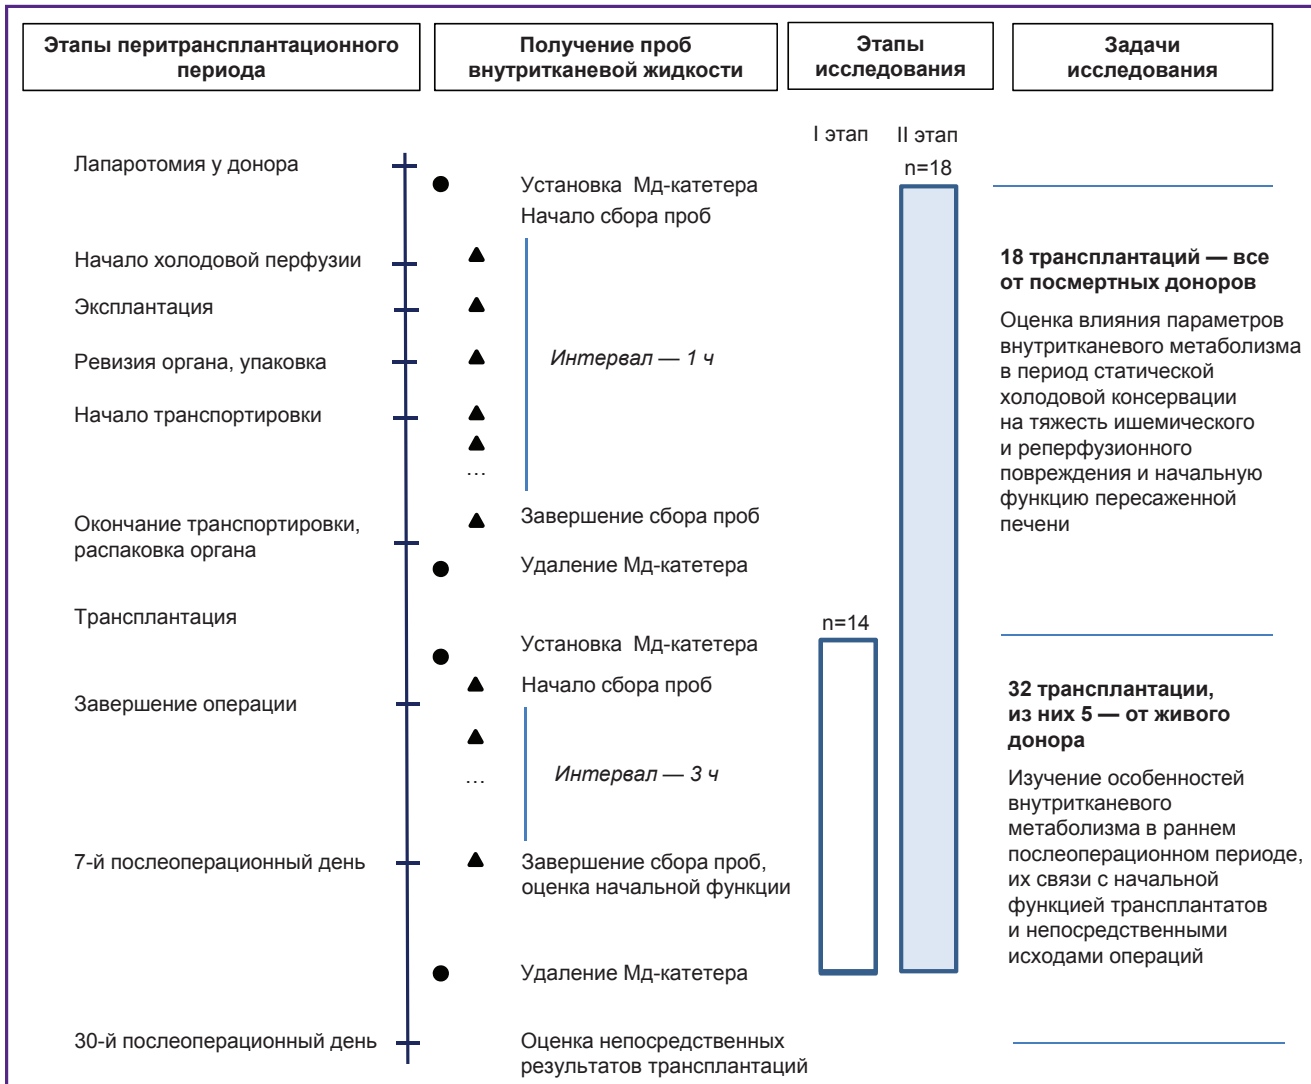 Этапы перитрансплантационного
периода
Получение проб
внутритканевой жидкости
Этапы
исследования
Задачи
исследования
I этап
II этап
Лапаротомия у донора
n=18
Установка Мд-катетера
Начало сбора проб
Начало холодовой перфузии
Эксплантация
Ревизия органа, упаковка
Интервал — 1 ч
Начало транспортировки
...
18 трансплантаций — все
от посмертных доноров
Оценка влияния параметров
внутритканевого метаболизма
в период статической
холодовой консервации
на тяжесть ишемического
и реперфузионного
повреждения и начальную
функцию пересаженной
печени
Окончание транспортировки,
распаковка органа
Завершение сбора проб
Удаление Мд-катетера
Трансплантация
n=14
Установка Мд-катетера
Начало сбора проб
Завершение операции
...
Интервал — 3 ч
32 трансплантации,
из них 5 — от живого
донора
Изучение особенностей
внутритканевого
метаболизма в раннем
послеоперационном периоде,
их связи с начальной
функцией трансплантатов
и непосредственными
исходами операций
7-й послеоперационный день
Завершение сбора проб,
оценка начальной функции
Удаление Мд-катетера
30-й послеоперационный день
Оценка непосредственных
результатов трансплантаций